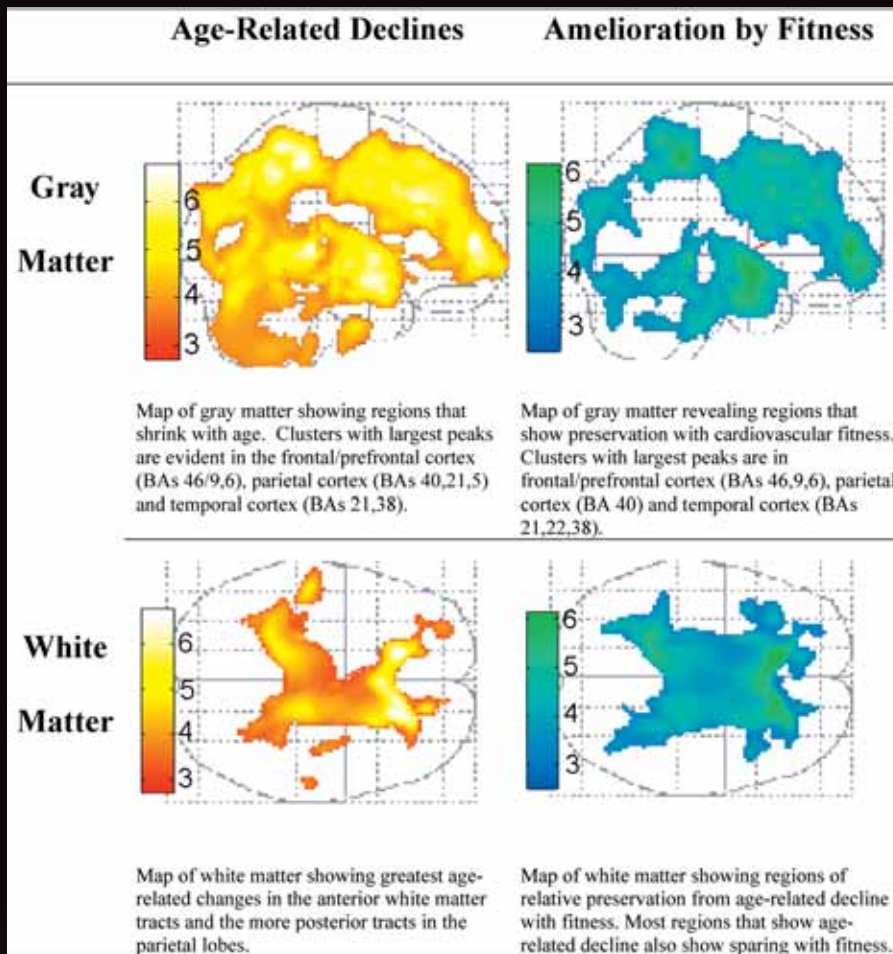 Age-Related Declines
Amelioration by Fitness
Gray
Matter
6
5
4
3
6
5
4
3
Map of gray matter showing regions that
shrink with age. Clusters with largest peaks
are evident in the frontal/prefrontal cortex
(BAs 46/9,6), parietal cortex (BAs 40,21,5)
and temporal cortex (BAs 21,38).
Map of gray matter revealing regions that
show preservation with cardiovascular fitness.
Clusters with largest peaks are in
frontal/prefrontal cortex (BAs 46,9,6), parietal
cortex (BA 40) and temporal cortex (BAs
21,22,38).
White
Matter
6
5
4
3
6
5
4
3
Map of white matter showing greatest age-
related changes in the anterior white matter
tracts and the more posterior tracts in the
parietal lobes.
Map of white matter showing regions of
relative preservation from age-related decline
with fitness. Most regions that show age-
related decline also show sparing with fitness.